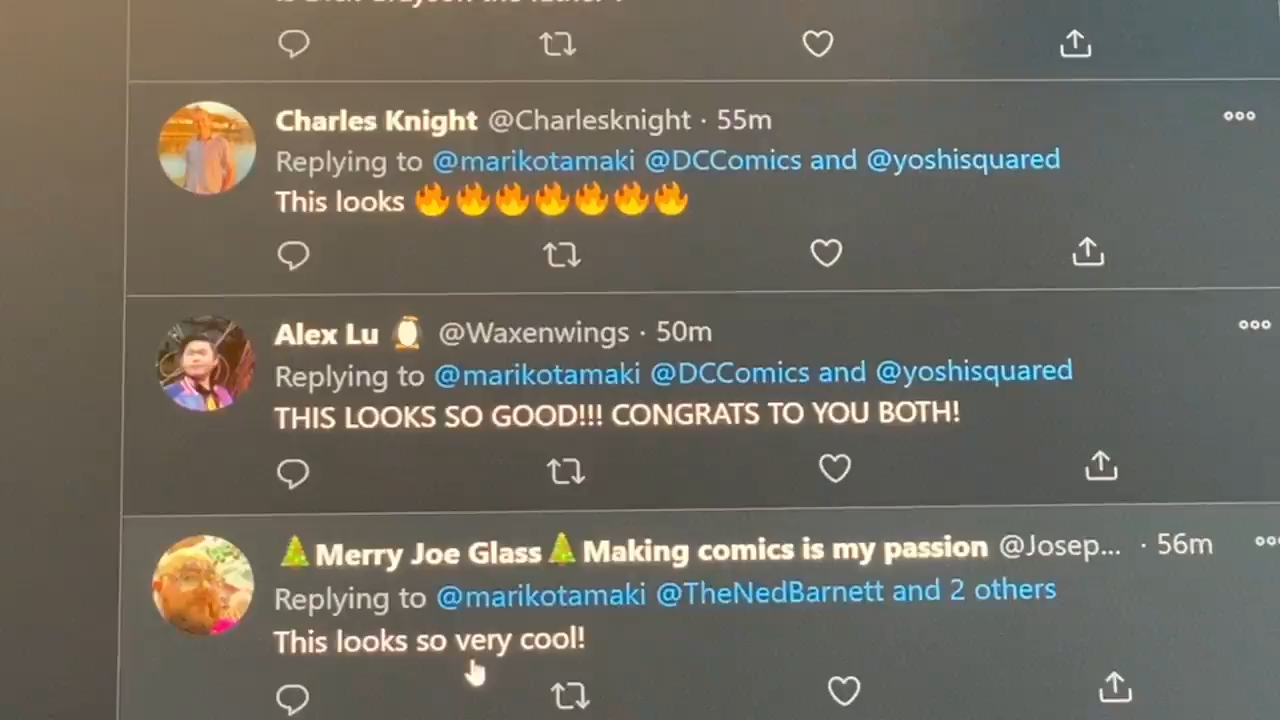 Charles Knight @Charlesknight · 55m
Replying to @marikotamaki @DCComics and @yoshisquared
This looks 🔥🔥🔥🔥🔥🔥🔥
Alex Lu @Waxenwings · 50m
Replying to @marikotamaki @DCComics and @yoshisquared
THIS LOOKS SO GOOD!!! CONGRATS TO YOU BOTH!
🎄Merry Joe Glass🎄Making comics is my passion @Josep... · 56m
Replying to @marikotamaki @TheNedBarnett and 2 others
This looks so very cool!